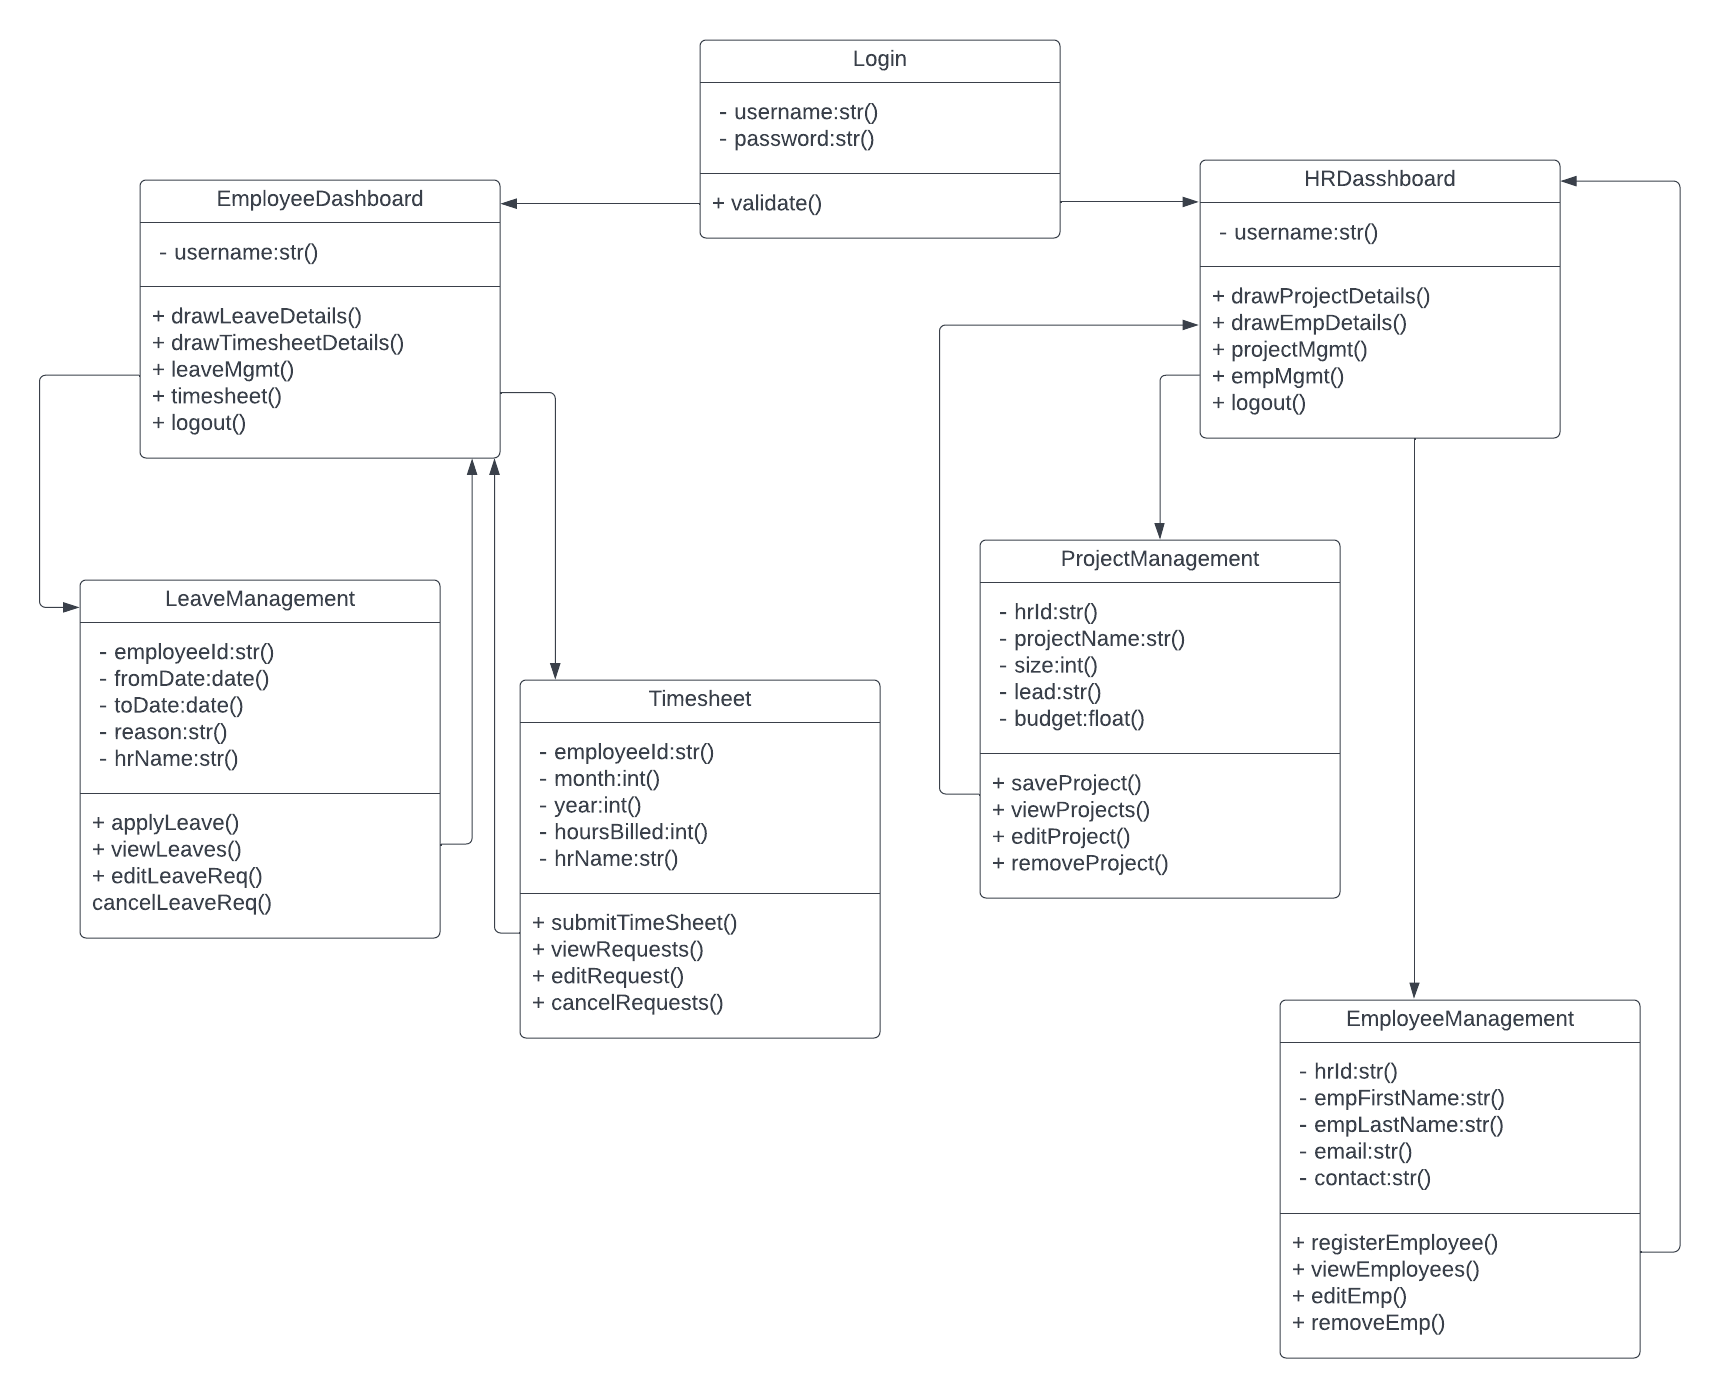 Login
- username:str()
- password:str()
+ validate()
EmployeeDashboard
- username:str()
+ drawLeaveDetails()
+ drawTimesheetDetails()
+ leaveMgmt()
+ timesheet()
+ logout()
HRDasshboard
- username:str()
+ drawProjectDetails()
+ drawEmpDetails()
+ projectMgmt()
+ empMgmt()
+ logout()
LeaveManagement
- employeeId:str()
- fromDate:date()
- toDate:date()
- reason:str()
- hrName:str()
+ applyLeave()
+ viewLeaves()
+ editLeaveReq()
cancelLeaveReq()
Timesheet
- employeeId:str()
- month:int()
- year:int()
- hoursBilled:int()
- hrName:str()
+ submitTimeSheet()
+ viewRequests()
+ editRequest()
+ cancelRequests()
ProjectManagement
- hrId:str()
- projectName:str()
- size:int()
- lead:str()
- budget:float()
+ saveProject()
+ viewProjects()
+ editProject()
+ removeProject()
EmployeeManagement
- hrId:str()
- empFirstName:str()
- empLastName:str()
- email:str()
- contact:str()
+ registerEmployee()
+ viewEmployees()
+ editEmp()
+ removeEmp()